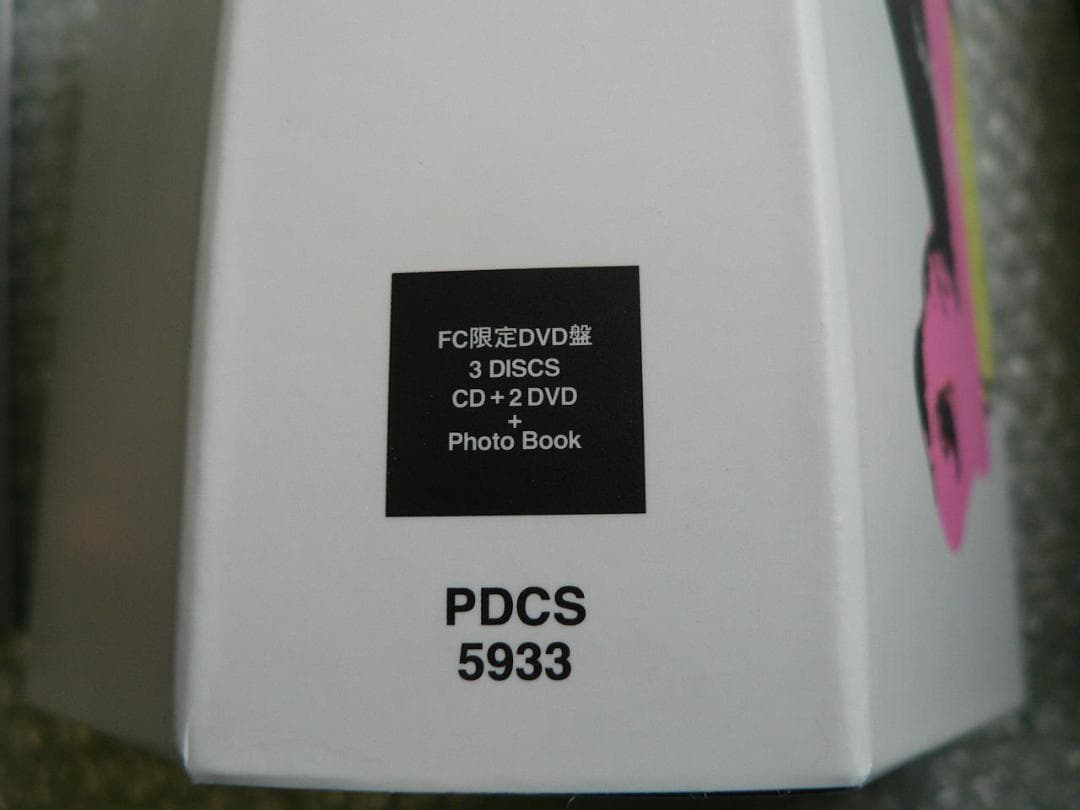 FC限定DVD盤
3 DISCS
CD+2 DVD
+
Photo Book
PDCS
5933